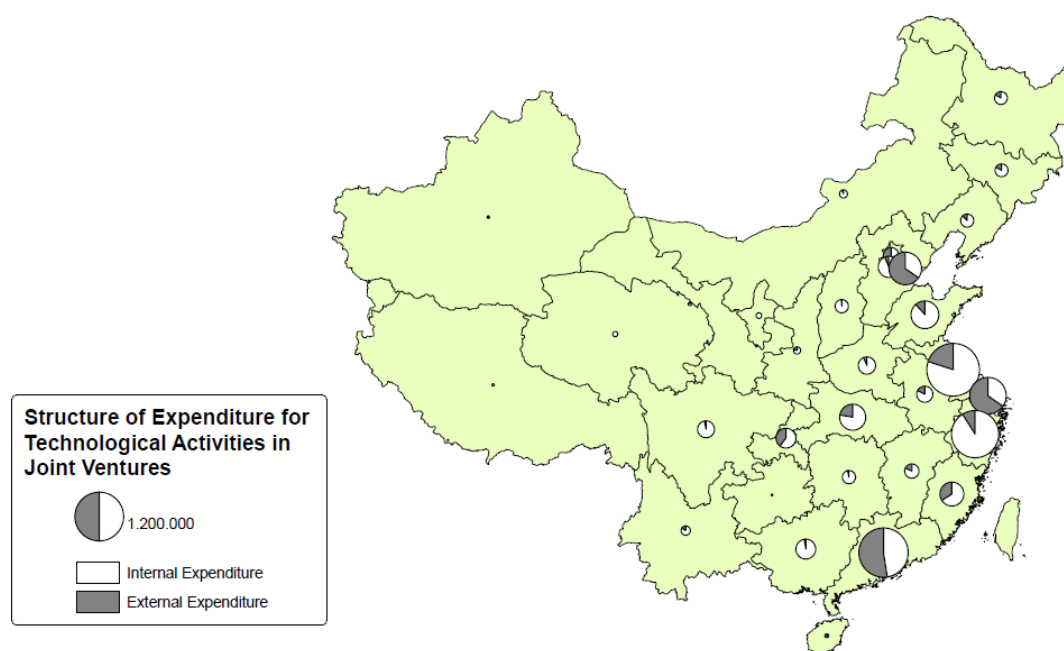 Structure of Expenditure for
Technological Activities in
Joint Ventures
1.200.000
Internal Expenditure
External Expenditure